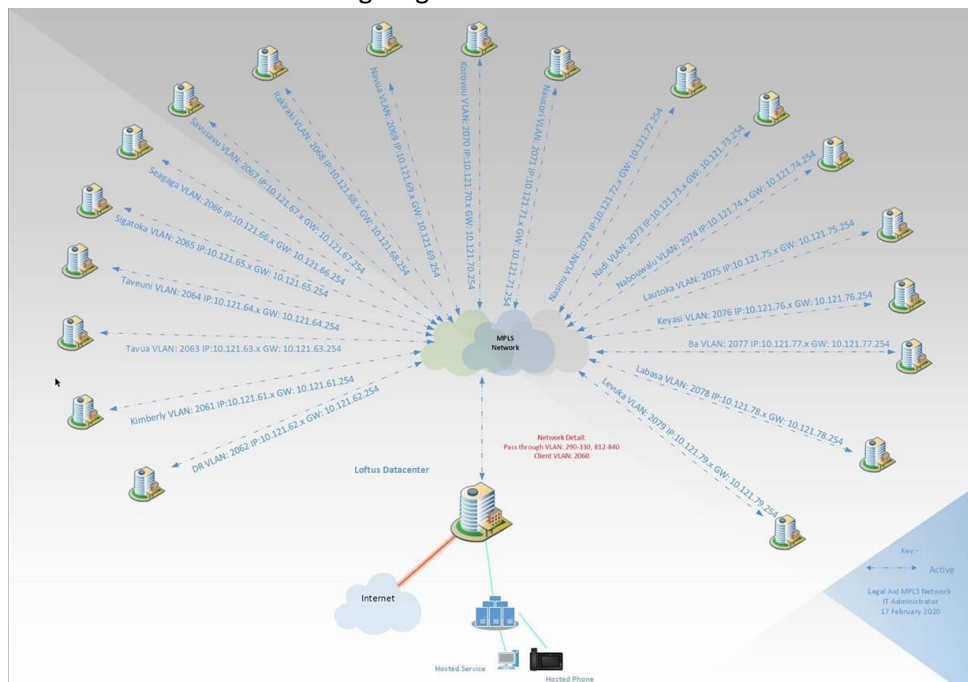 DR VLAN: 2062 IP:10.121.62.x GW: 10.121.62.254
Kimberly VLAN: 2061 IP:10.121.61.x GW: 10.121.61.254
Tavua VLAN: 2063 IP:10.121.63.x GW: 10.121.63.254
Taveuni VLAN: 2064 IP:10.121.64.x GW: 10.121.64.254
Sigatoka VLAN: 2065 IP:10.121.65.x GW: 10.121.65.254
Seagaga VLAN: 2066 IP:10.121.66.x GW: 10.121.66.254
Savusavu VLAN: 2067 IP:10.121.67.x GW: 10.121.67.254
Rakiraki VLAN: 2068 IP:10.121.68.x GW: 10.121.68.254
Navua VLAN: 2069 IP:10.121.69.x GW: 10.121.69.254
Korovou VLAN: 2070 IP:10.121.70.x GW: 10.121.70.254
Nausori VLAN: 2071 IP:10.121.71.x GW: 10.121.71.254
Nasinu VLAN: 2072 IP:10.121.72.x GW: 10.121.72.254
Nadi VLAN: 2073 IP:10.121.73.x GW: 10.121.73.254
Nabouwalu VLAN: 2074 IP:10.121.74.x GW: 10.121.74.254
Lautoka VLAN: 2075 IP:10.121.75.x GW: 10.121.75.254
Keyasi VLAN: 2076 IP:10.121.76.x GW: 10.121.76.254
Ba VLAN: 2077 IP:10.121.77.x GW: 10.121.77.254
Labasa VLAN: 2078 IP:10.121.78.x GW: 10.121.78.254
Levuka VLAN: 2079 IP:10.121.79.x GW: 10.121.79.254
MPLS
Network
Network Detail:
Pass through VLAN: 290-330, 812-840
Client VLAN: 2060
Loftus Datacenter
Internet
Hosted Service
Hosted Phone
Key:-
Active
Legal Aid MPLS Network
IT Administrator
17 February 2020